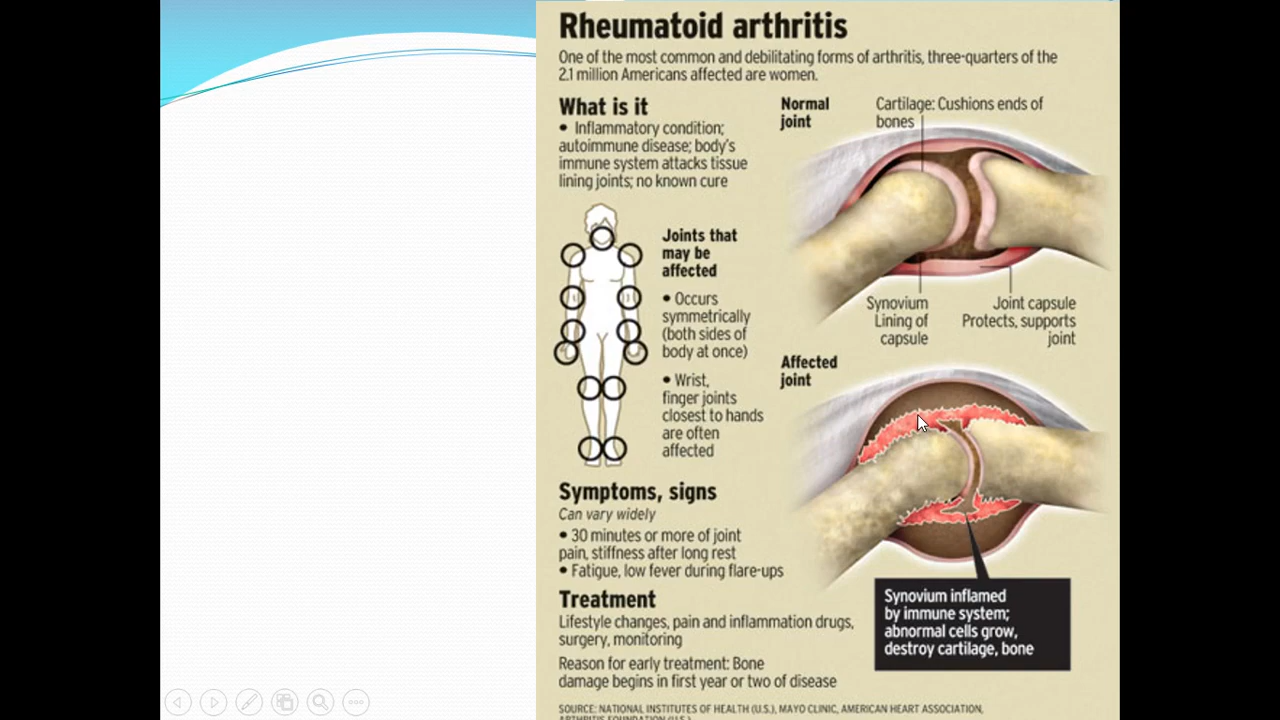 Rheumatoid arthritis
One of the most common and debilitating forms of arthritis, three-quarters of the
2.1 million Americans affected are women.
What is it
• Inflammatory condition;
autoimmune disease; body's
immune system attacks tissue
lining joints; no known cure
Normal
joint
Cartilage: Cushions ends of
bones
Synovium
Lining of
capsule
Joint capsule
Protects, supports
joint
Joints that
may be
affected
• Occurs
symmetrically
(both sides of
body at once)
• Wrist,
finger joints
closest to hands
are often
affected
Affected
joint
Synovium inflamed
by immune system;
abnormal cells grow,
destroy cartilage, bone
Symptoms, signs
Can vary widely
• 30 minutes or more of joint
pain, stiffness after long rest
• Fatigue, low fever during flare-ups
Treatment
Lifestyle changes, pain and inflammation drugs,
surgery, monitoring
Reason for early treatment: Bone
damage begins in first year or two of disease
SOURCE: NATIONAL INSTITUTES OF HEALTH (U.S.), MAYO CLINIC, AMERICAN HEART ASSOCIATION,
ARTHRITIS FOUNDATION (U.S.)